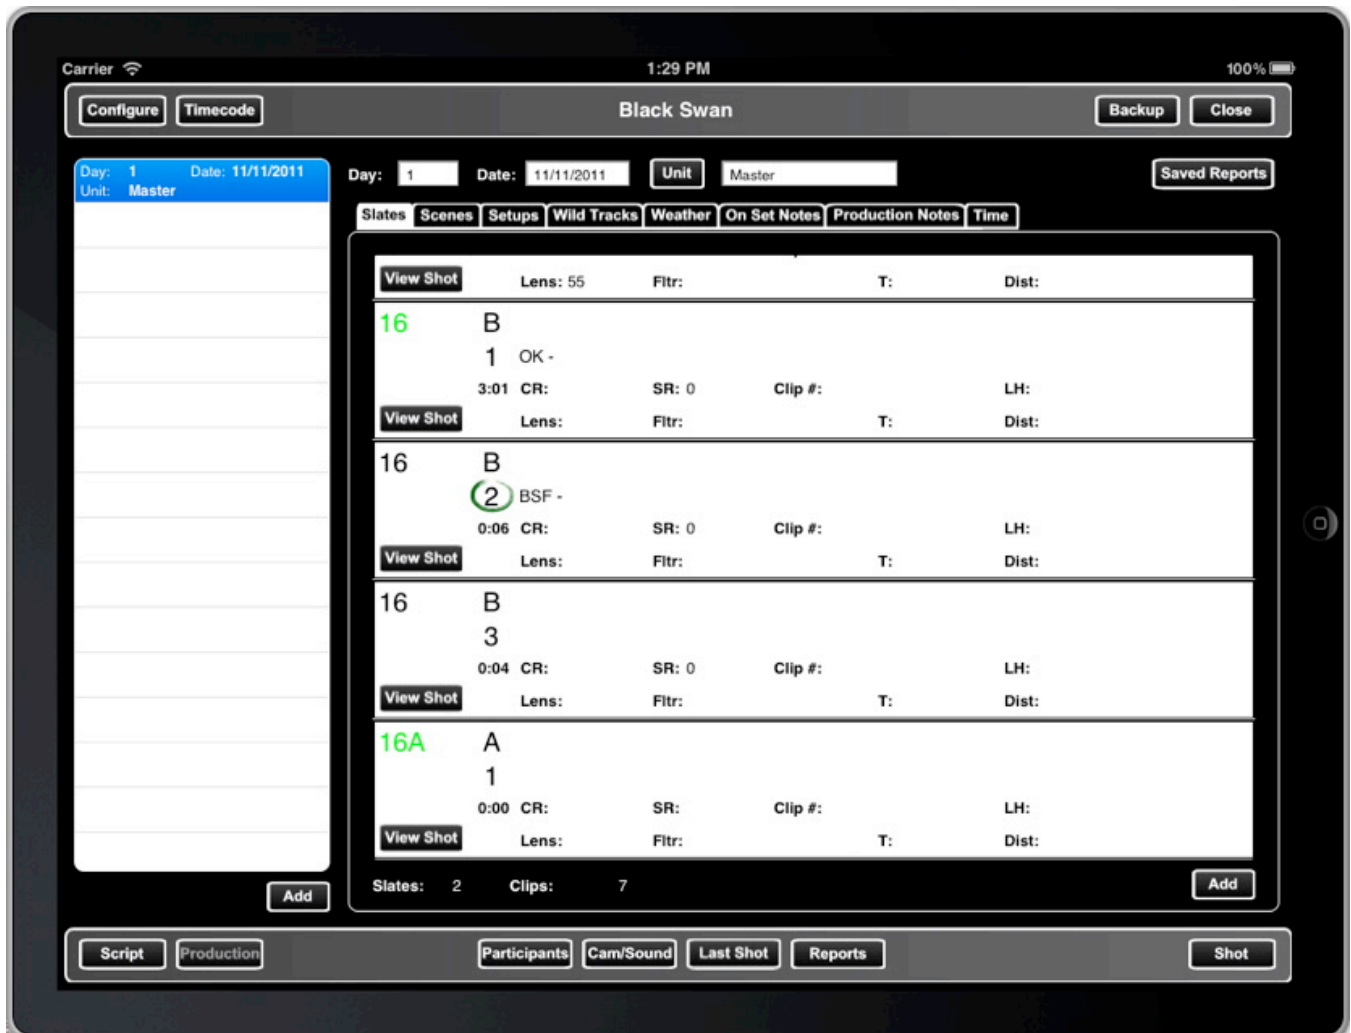 Carrier 1:29 PM 100%
Configure Timecode Black Swan Backup Close
Day: 1 Date: 11/11/2011
Unit: Master
Day: 1 Date: 11/11/2011 Unit Master Saved Reports
Slates Scenes Setups Wild Tracks Weather On Set Notes Production Notes Time
View Shot Lens: 55 Fltr: T: Dist:
16 B
1 OK -
3:01 CR: SR: 0 Clip #: LH:
View Shot Lens: Fltr: T: Dist:
16 B
2 BSF -
0:06 CR: SR: 0 Clip #: LH:
View Shot Lens: Fltr: T: Dist:
16 B
3
0:04 CR: SR: 0 Clip #: LH:
View Shot Lens: Fltr: T: Dist:
16A A
1
0:00 CR: SR: Clip #: LH:
View Shot Lens: Fltr: T: Dist:
Slates: 2 Clips: 7 Add
Add
Script Production Participants Cam/Sound Last Shot Reports Shot